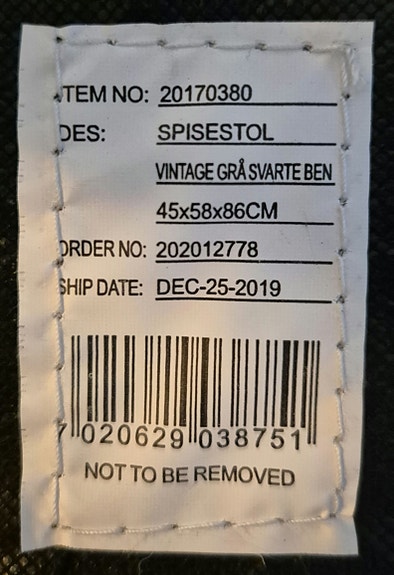 ITEM NO: 20170380
DES: SPISESTOL
VINTAGE GRÅ SVARTE BEN
45x58x86CM
ORDER NO: 202012778
SHIP DATE: DEC-25-2019
7 020629 038751
NOT TO BE REMOVED